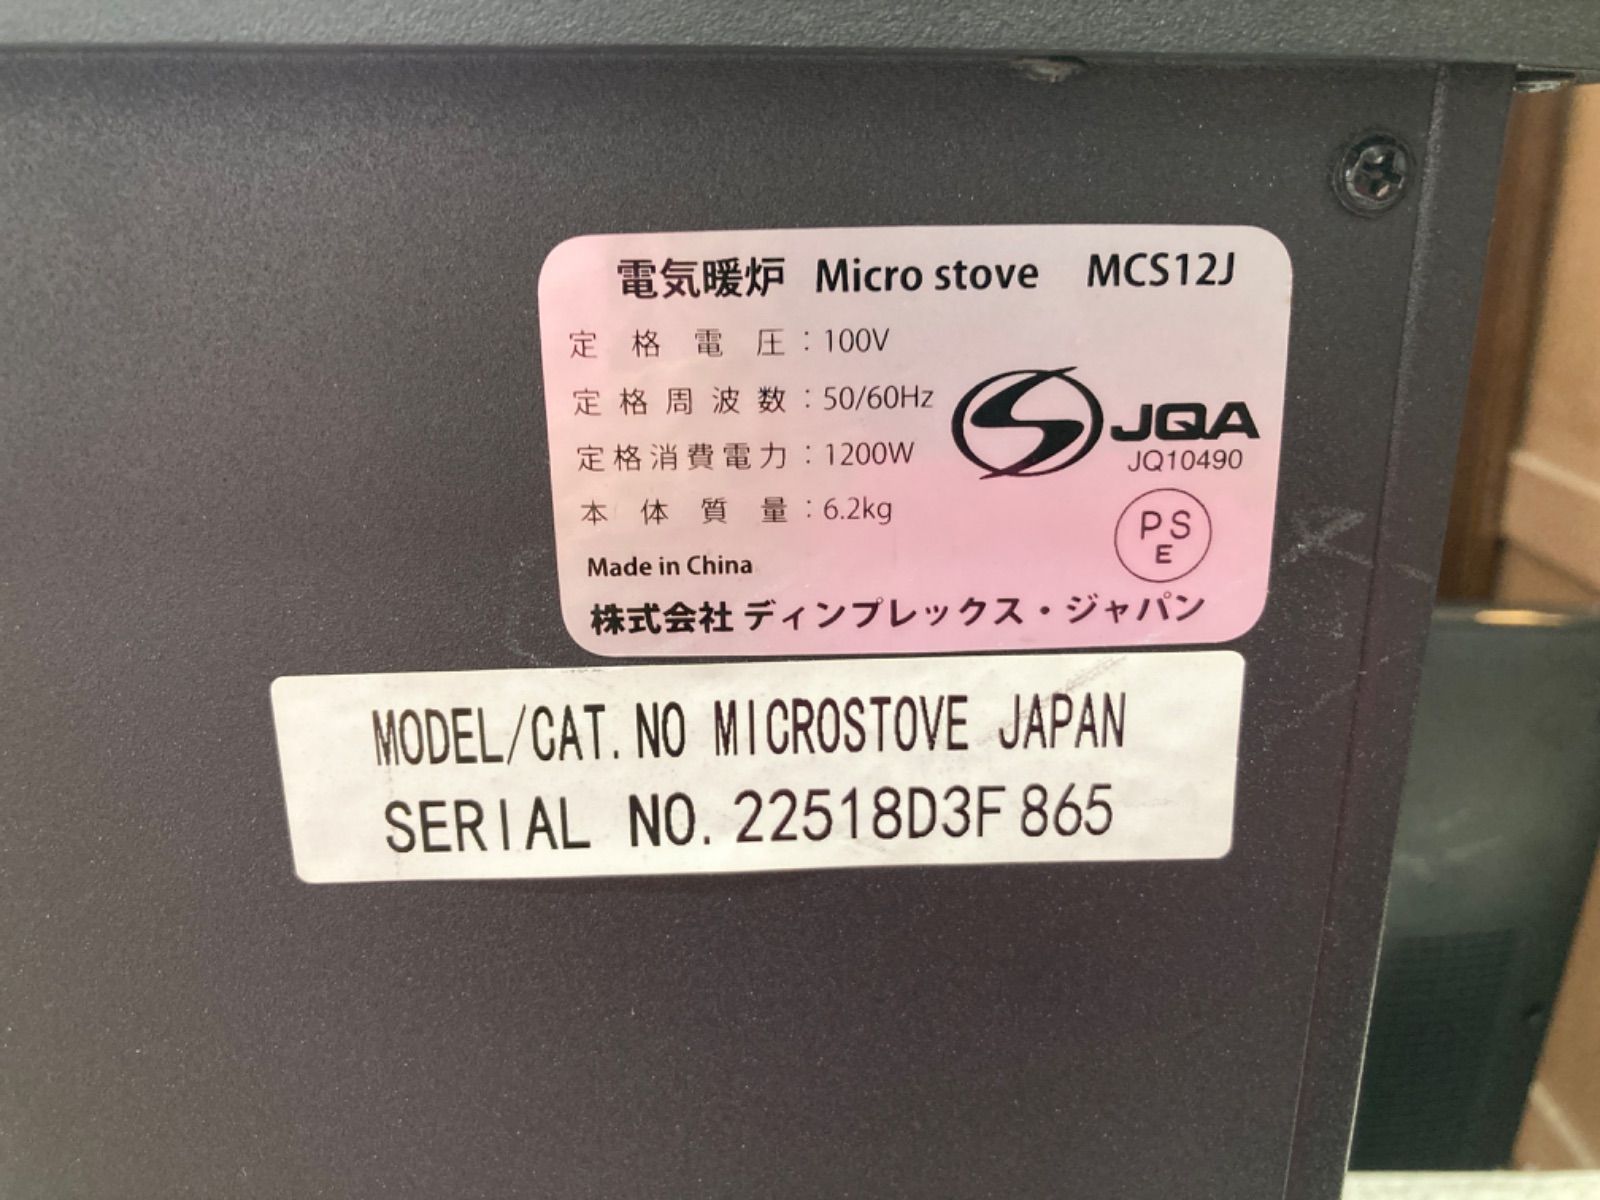 電気暖炉 Micro stove MCS12J
定格電圧：100V
定格周波数：50/60Hz
定格消費電力：1200W
本体質量：6.2kg
JQA
JQ10490
PS
E
Made in China
株式会社 ディンプレックス・ジャパン
MODEL/CAT. NO MICROSTOVE JAPAN
SERIAL NO. 22518D3F 865